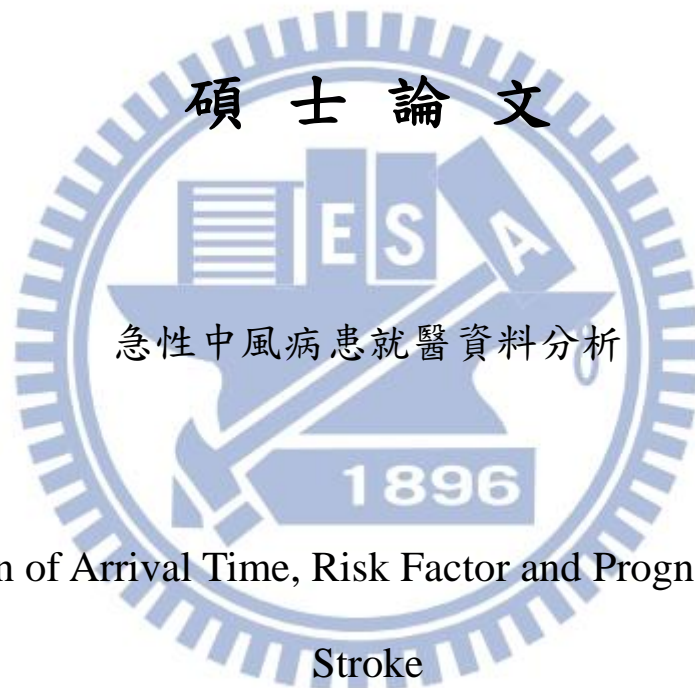 碩 士 論 文
E S A
急性中風病患就醫資料分析
1896
of Arrival Time, Risk Factor and
Stroke